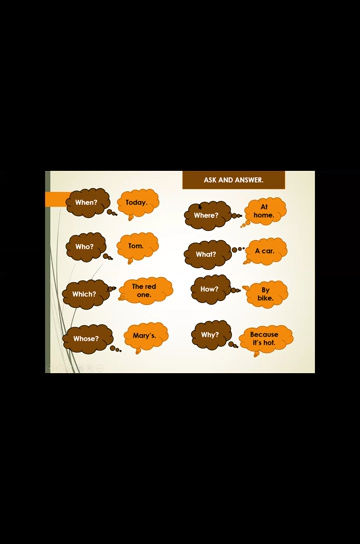 ASK AND ANSWER.
When?
Today.
Where?
At
home.
Who?
Tom.
What?
A car.
Which?
The red
one.
How?
By
bike.
Whose?
Mary's.
Why?
Because
it's hot.